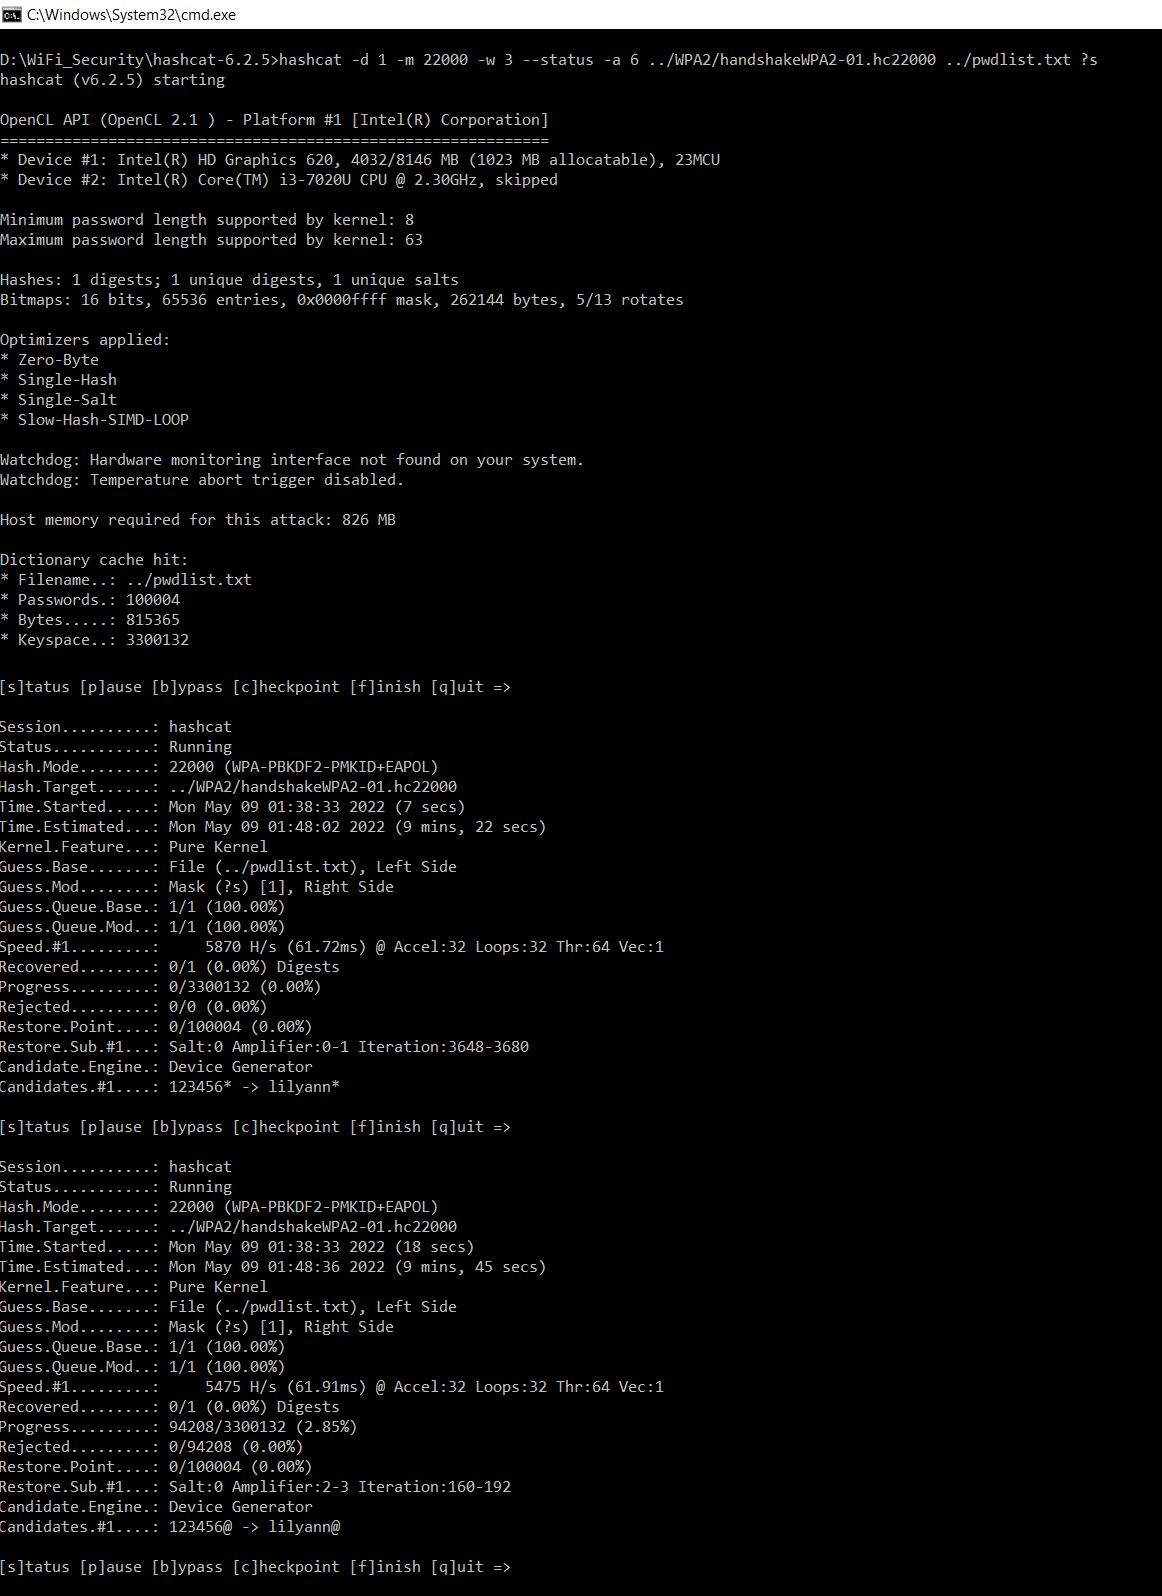 C:\Windows\System32\cmd.exe
D:\WiFi_Security\hashcat-6.2.5>hashcat -d 1 -m 22000 -w 3 --status -a 6 ../WPA2/handshakeWPA2-01.hc22000 ../pwdlist.txt ?s
hashcat (v6.2.5) starting
OpenCL API (OpenCL 2.1 ) - Platform #1 [Intel(R) Corporation]
=============================================================
* Device #1: Intel(R) HD Graphics 620, 4032/8146 MB (1023 MB allocatable), 23MCU
* Device #2: Intel(R) Core(TM) i3-7020U CPU @ 2.30GHz, skipped
Minimum password length supported by kernel: 8
Maximum password length supported by kernel: 63
Hashes: 1 digests; 1 unique digests, 1 unique salts
Bitmaps: 16 bits, 65536 entries, 0x0000ffff mask, 262144 bytes, 5/13 rotates
Optimizers applied:
* Zero-Byte
* Single-Hash
* Single-Salt
* Slow-Hash-SIMD-LOOP
Watchdog: Hardware monitoring interface not found on your system.
Watchdog: Temperature abort trigger disabled.
Host memory required for this attack: 826 MB
Dictionary cache hit:
* Filename..: ../pwdlist.txt
* Passwords.: 100004
* Bytes.....: 815365
* Keyspace..: 3300132
[s]tatus [p]ause [b]ypass [c]heckpoint [f]inish [q]uit =>
Session..........: hashcat
Status...........: Running
Hash.Mode........: 22000 (WPA-PBKDF2-PMKID+EAPOL)
Hash.Target......: ../WPA2/handshakeWPA2-01.hc22000
Time.Started.....: Mon May 09 01:38:33 2022 (7 secs)
Time.Estimated...: Mon May 09 01:48:02 2022 (9 mins, 22 secs)
Kernel.Feature...: Pure Kernel
Guess.Base.......: File (../pwdlist.txt), Left Side
Guess.Mod........: Mask (?s) [1], Right Side
Guess.Queue.Base.: 1/1 (100.00%)
Guess.Queue.Mod..: 1/1 (100.00%)
Speed.#1.........:     5870 H/s (61.72ms) @ Accel:32 Loops:32 Thr:64 Vec:1
Recovered........: 0/1 (0.00%) Digests
Progress.........: 0/3300132 (0.00%)
Rejected.........: 0/0 (0.00%)
Restore.Point....: 0/100004 (0.00%)
Restore.Sub.#1...: Salt:0 Amplifier:0-1 Iteration:3648-3680
Candidate.Engine.: Device Generator
Candidates.#1....: 123456* -> lilyann*
[s]tatus [p]ause [b]ypass [c]heckpoint [f]inish [q]uit =>
Session..........: hashcat
Status...........: Running
Hash.Mode........: 22000 (WPA-PBKDF2-PMKID+EAPOL)
Hash.Target......: ../WPA2/handshakeWPA2-01.hc22000
Time.Started.....: Mon May 09 01:38:33 2022 (18 secs)
Time.Estimated...: Mon May 09 01:48:36 2022 (9 mins, 45 secs)
Kernel.Feature...: Pure Kernel
Guess.Base.......: File (../pwdlist.txt), Left Side
Guess.Mod........: Mask (?s) [1], Right Side
Guess.Queue.Base.: 1/1 (100.00%)
Guess.Queue.Mod..: 1/1 (100.00%)
Speed.#1.........:     5475 H/s (61.91ms) @ Accel:32 Loops:32 Thr:64 Vec:1
Recovered........: 0/1 (0.00%) Digests
Progress.........: 94208/3300132 (2.85%)
Rejected.........: 0/94208 (0.00%)
Restore.Point....: 0/100004 (0.00%)
Restore.Sub.#1...: Salt:0 Amplifier:2-3 Iteration:160-192
Candidate.Engine.: Device Generator
Candidates.#1....: 123456@ -> lilyann@
[s]tatus [p]ause [b]ypass [c]heckpoint [f]inish [q]uit =>